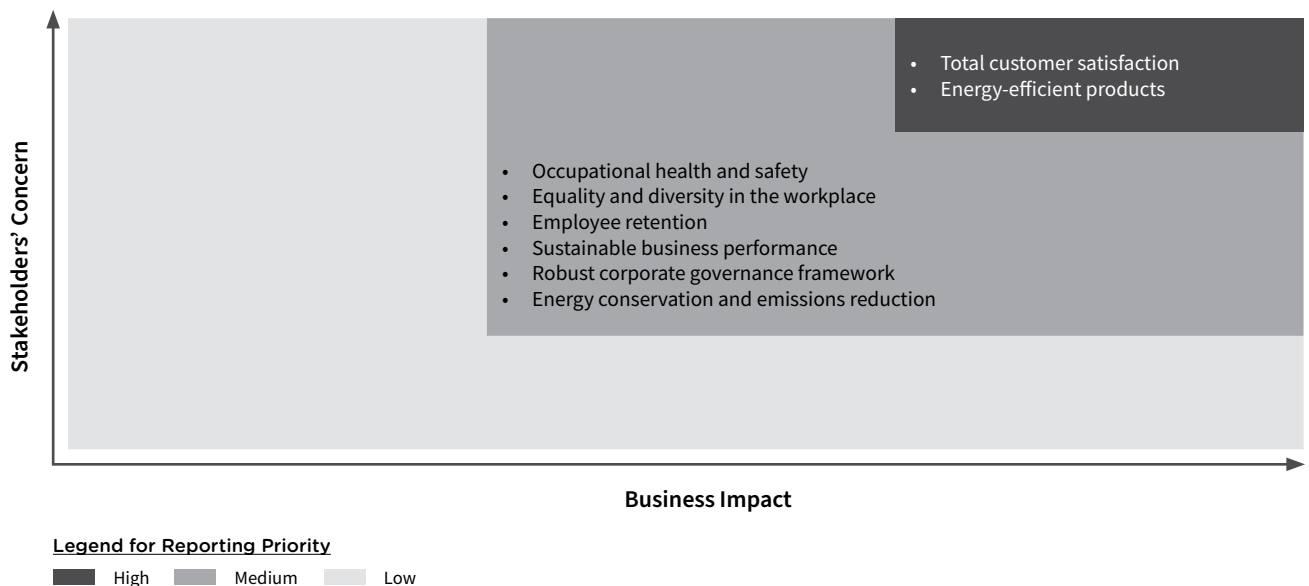 • Total customer satisfaction
• Energy-efficient products
• Occupational health and safety
• Equality and diversity in the workplace
• Employee retention
• Sustainable business performance
• Robust corporate governance framework
• Energy conservation and emissions reduction
Stakeholders’ Concern
Business Impact
Legend for Reporting Priority
High Medium Low